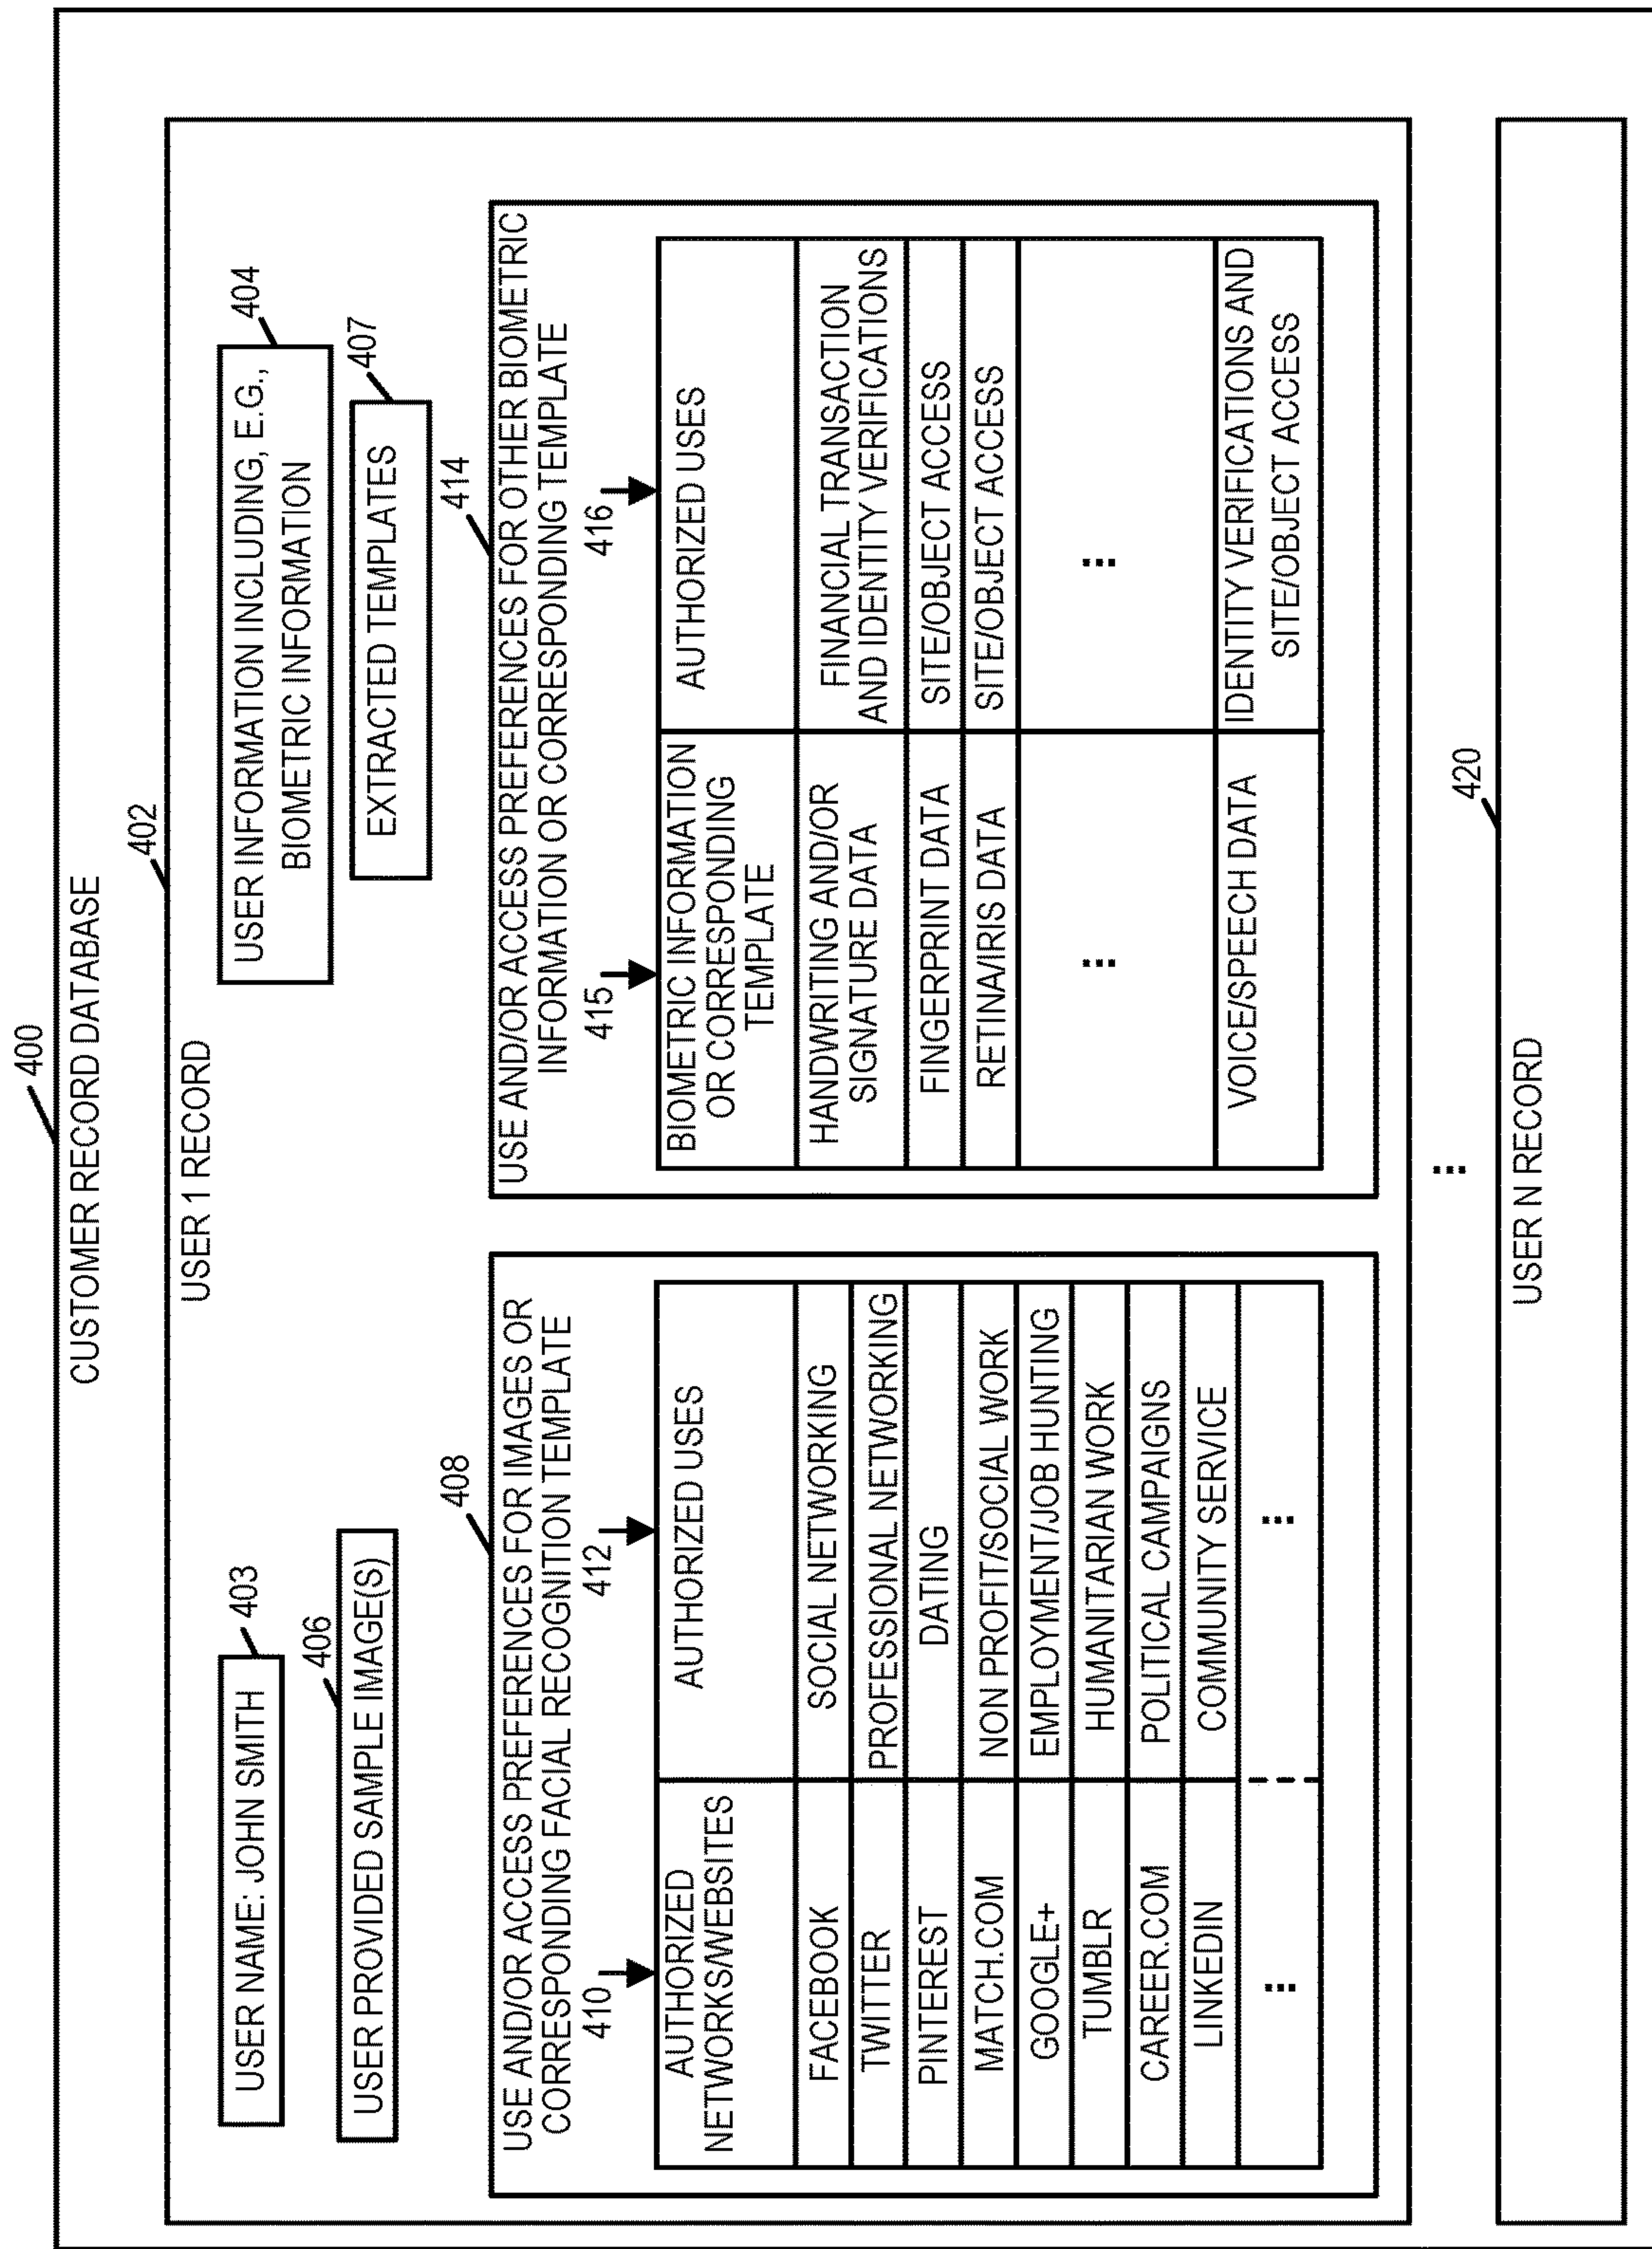 400
CUSTOMER RECORD DATABASE
402
USER 1 RECORD
USER NAME: JOHN SMITH
403
USER INFORMATION INCLUDING, E.G.,
BIOMETRIC INFORMATION
404
406
USER PROVIDED SAMPLE IMAGE(S)
EXTRACTED TEMPLATES
407
408
USE AND/OR ACCESS PREFERENCES FOR IMAGES OR
CORRESPONDING FACIAL RECOGNITION TEMPLATE
410
412
AUTHORIZED
NETWORKS/WEBSITES
AUTHORIZED USES
FACEBOOK
SOCIAL NETWORKING
TWITTER
PROFESSIONAL NETWORKING
PINTEREST
DATING
MATCH.COM
NON PROFIT/SOCIAL WORK
GOOGLE+
EMPLOYMENT/JOB HUNTING
TUMBLR
HUMANITARIAN WORK
CAREER.COM
POLITICAL CAMPAIGNS
LINKEDIN
COMMUNITY SERVICE
...
...
414
USE AND/OR ACCESS PREFERENCES FOR OTHER BIOMETRIC
INFORMATION OR CORRESPONDING TEMPLATE
415
416
BIOMETRIC INFORMATION
OR CORRESPONDING
TEMPLATE
AUTHORIZED USES
HANDWRITING AND/OR
SIGNATURE DATA
FINANCIAL TRANSACTION
AND IDENTITY VERIFICATIONS
FINGERPRINT DATA
SITE/OBJECT ACCESS
RETINA/IRIS DATA
SITE/OBJECT ACCESS
...
...
VOICE/SPEECH DATA
IDENTITY VERIFICATIONS AND
SITE/OBJECT ACCESS
...
420
USER N RECORD